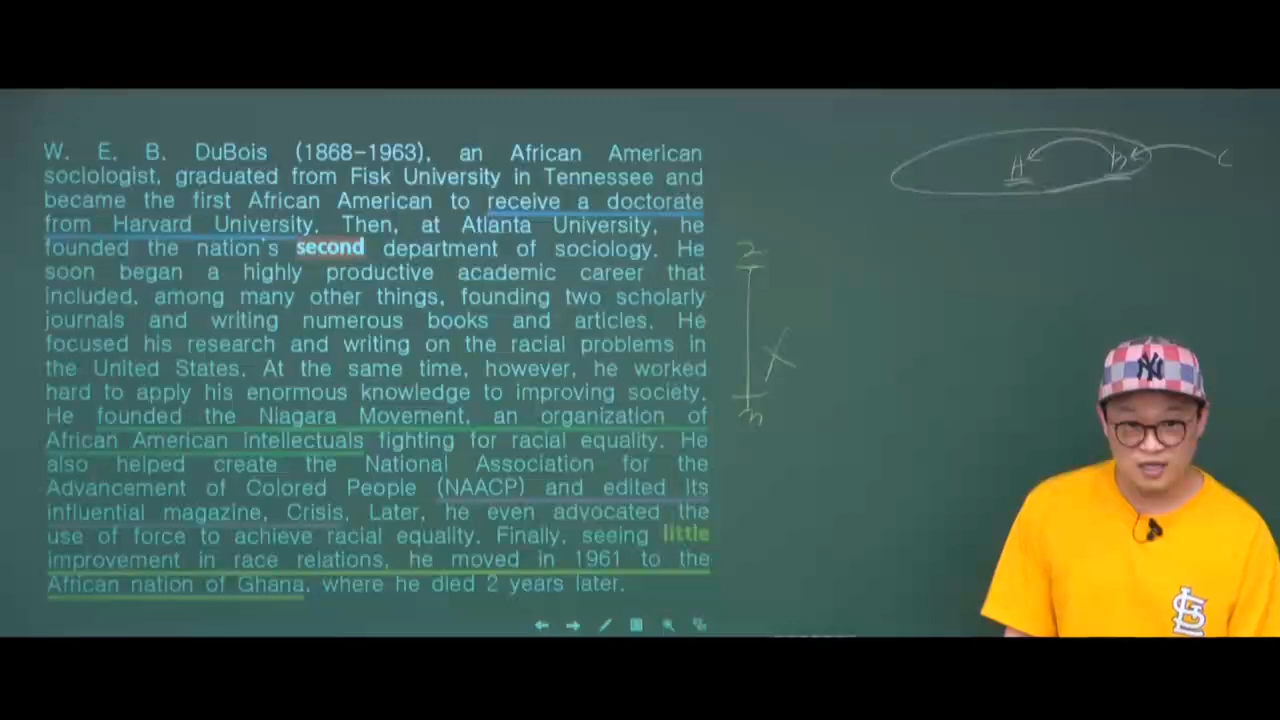 W. E. B. DuBois (1868-1963), an African American
sociologist, graduated from Fisk University in Tennessee and
became the first African American to receive a doctorate
from Harvard University. Then, at Atlanta University, he
founded the nation's second department of sociology. He
soon began a highly productive academic career that
included, among many other things, founding two scholarly
journals and writing numerous books and articles. He
focused his research and writing on the racial problems in
the United States. At the same time, however, he worked
hard to apply his enormous knowledge to improving society.
He founded the Niagara Movement, an organization of
African American intellectuals fighting for racial equality. He
also helped create the National Association for the
Advancement of Colored People (NAACP) and edited its
influential magazine, Crisis. Later, he even advocated the
use of force to achieve racial equality. Finally, seeing little
improvement in race relations, he moved in 1961 to the
African nation of Ghana, where he died 2 years later.
A B C
2
NY
STL